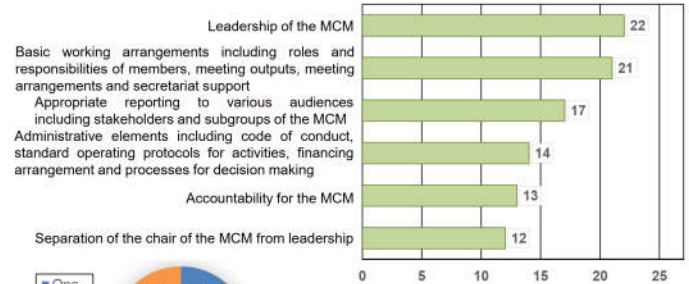 Leadership of the MCM
22
Basic working arrangements including roles and
responsibilities of members, meeting outputs, meeting
arrangements and secretariat support
21
Appropriate reporting to various audiences
including stakeholders and subgroups of the MCM
17
Administrative elements including code of conduct,
standard operating protocols for activities, financing
arrangement and processes for decision making
14
Accountability for the MCM
13
Separation of the chair of the MCM from leadership
12
0 5 10 15 20 25